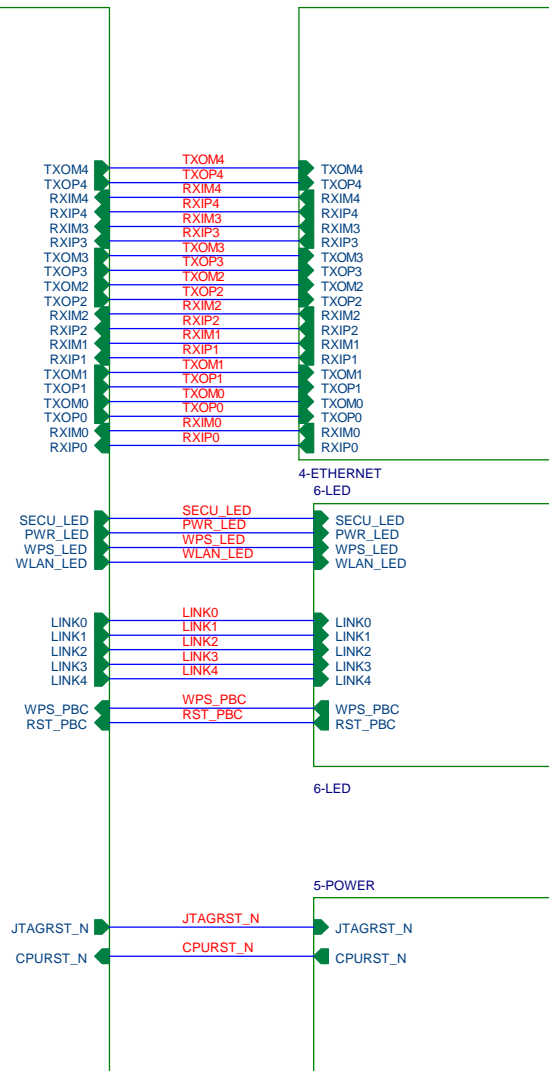 TXOM4 TXOM4 TXOM4
TXOP4 TXOP4 TXOP4
RXIM4 RXIM4 RXIM4
RXIP4 RXIP4 RXIP4
RXIM3 RXIM3 RXIM3
RXIP3 RXIP3 RXIP3
TXOM3 TXOM3 TXOM3
TXOP3 TXOP3 TXOP3
TXOM2 TXOM2 TXOM2
TXOP2 TXOP2 TXOP2
RXIM2 RXIM2 RXIM2
RXIP2 RXIP2 RXIP2
RXIM1 RXIM1 RXIM1
RXIP1 RXIP1 RXIP1
TXOM1 TXOM1 TXOM1
TXOP1 TXOP1 TXOP1
TXOM0 TXOM0 TXOM0
TXOP0 TXOP0 TXOP0
RXIM0 RXIM0 RXIM0
RXIP0 RXIP0 RXIP0
4-ETHERNET
6-LED
SECU_LED SECU_LED SECU_LED
PWR_LED PWR_LED PWR_LED
WPS_LED WPS_LED WPS_LED
WLAN_LED WLAN_LED WLAN_LED
LINK0 LINK0 LINK0
LINK1 LINK1 LINK1
LINK2 LINK2 LINK2
LINK3 LINK3 LINK3
LINK4 LINK4 LINK4
WPS_PBC WPS_PBC WPS_PBC
RST_PBC RST_PBC RST_PBC
6-LED
5-POWER
JTAGRST_N JTAGRST_N JTAGRST_N
CPURST_N CPURST_N CPURST_N